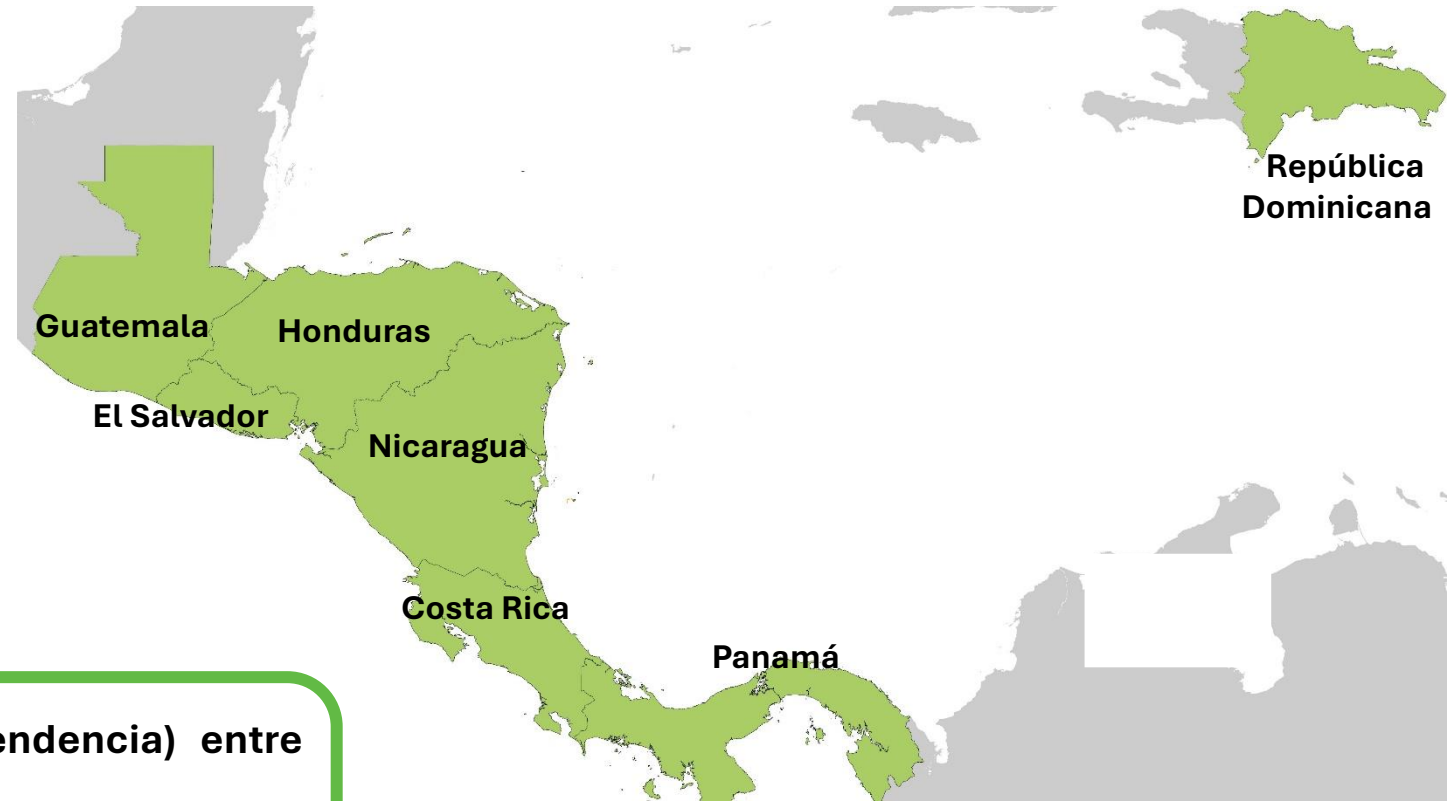 República
Dominicana
Guatemala
Honduras
El Salvador
Nicaragua
Costa Rica
Panamá
endencia) entre